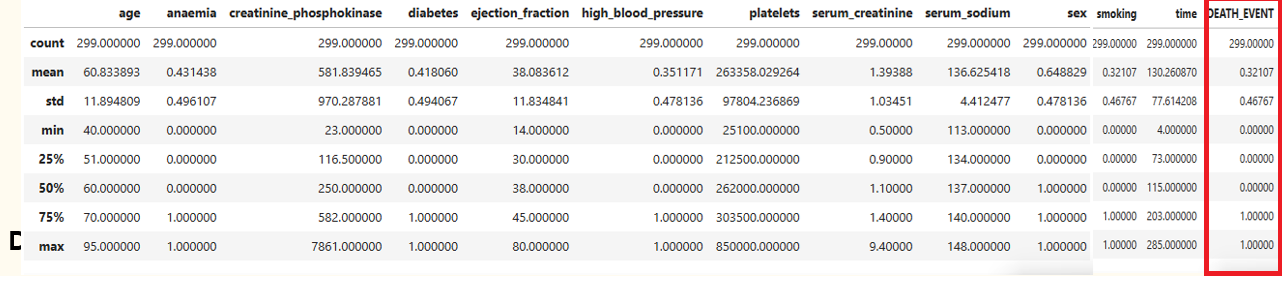 age anaemia creatinine_phosphokinase diabetes ejection_fraction high_blood_pressure platelets serum_creatinine serum_sodium sex smoking time DEATH_EVENT
count 299.000000 299.000000 299.000000 299.000000 299.000000 299.000000 299.000000 299.00000 299.000000 299.000000 299.00000 299.000000 299.00000
mean 60.833893 0.431438 581.839465 0.418060 38.083612 0.351171 263358.029264 1.39388 136.625418 0.648829 0.32107 130.260870 0.32107
std 11.894809 0.496107 970.287881 0.494067 11.834841 0.478136 97804.236869 1.03451 4.412477 0.478136 0.46767 77.614208 0.46767
min 40.000000 0.000000 23.000000 0.000000 14.000000 0.000000 25100.000000 0.50000 113.000000 0.000000 0.00000 4.000000 0.00000
25% 51.000000 0.000000 116.500000 0.000000 30.000000 0.000000 212500.000000 0.90000 134.000000 0.000000 0.00000 73.000000 0.00000
50% 60.000000 0.000000 250.000000 0.000000 38.000000 0.000000 262000.000000 1.10000 137.000000 1.000000 0.00000 115.000000 0.00000
75% 70.000000 1.000000 582.000000 1.000000 45.000000 1.000000 303500.000000 1.40000 140.000000 1.000000 1.00000 203.000000 1.00000
D
max 95.000000 1.000000 7861.000000 1.000000 80.000000 1.000000 850000.000000 9.40000 148.000000 1.000000 1.00000 285.000000 1.00000